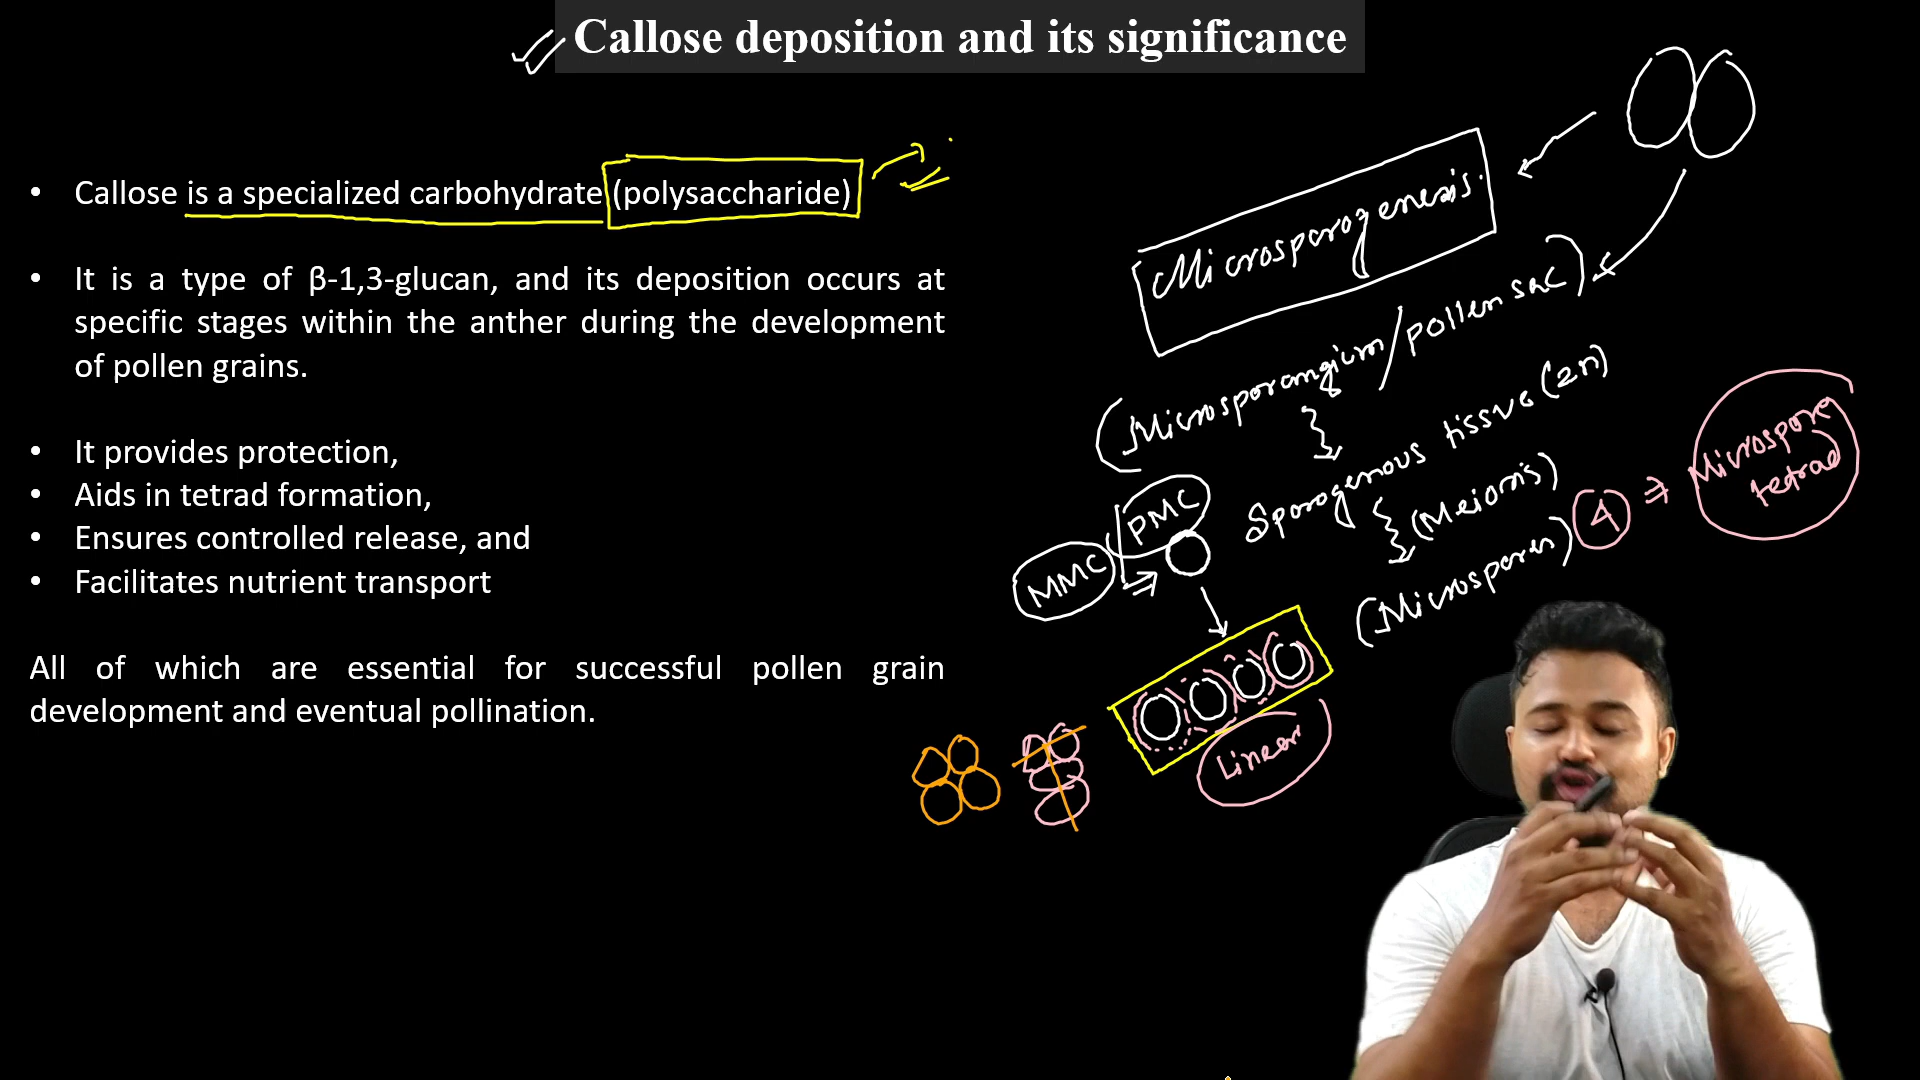 Callose deposition and its significance
• Callose is a specialized carbohydrate (polysaccharide)
• It is a type of β-1,3-glucan, and its deposition occurs at
specific stages within the anther during the development
of pollen grains.
• It provides protection,
• Aids in tetrad formation,
• Ensures controlled release, and
• Facilitates nutrient transport
All of which are essential for successful pollen grain
development and eventual pollination.
Microsporogenesis.
(Microsporangium/pollen sac)
Sporogenous tissue (2n)
(Meiosis)
(Microspores) 4 ⇒ Microspore
tetrad
MMC/PMC
Linear